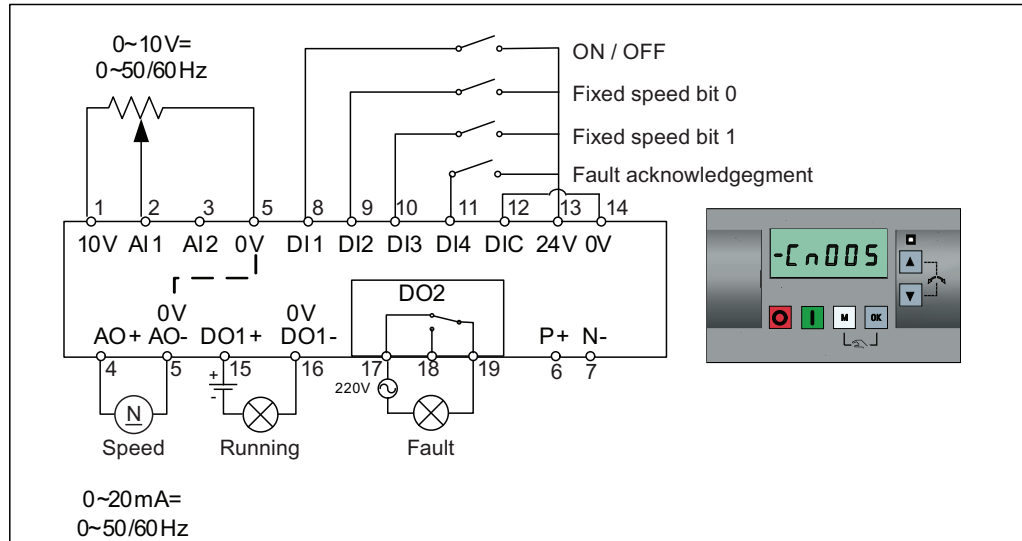 0~10V=
0~50/60Hz
ON / OFF
Fixed speed bit 0
Fixed speed bit 1
Fault acknowledgegment
1 2 3 5 8 9 10 11 12 13 14
10V AI1 AI2 0V DI1 DI2 DI3 DI4 DIC 24V 0V
-Cn005
M OK
DO2
0V 0V
AO+ AO- DO1+ DO1- P+ N-
4 5 15 16 17 18 19 6 7
+
-
220V
N
Speed Running Fault
0~20mA=
0~50/60Hz